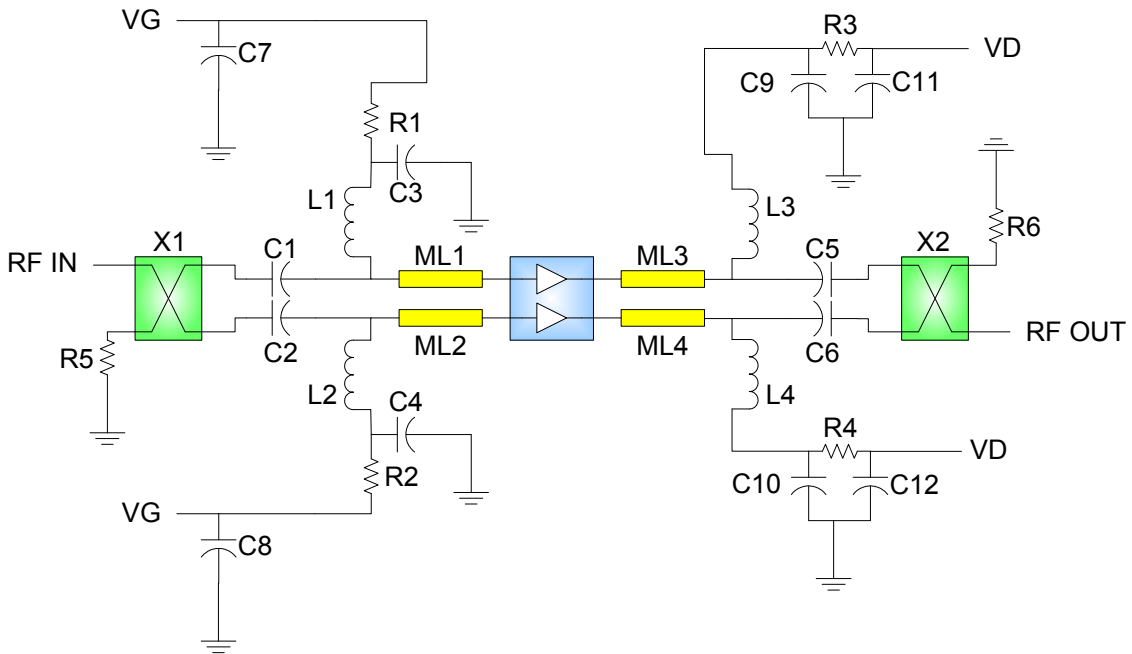 VG
C7
R1
C3
L1
R3
VD
C9
C11
L3
R6
X1
RF IN
C1
ML1
ML3
C5
X2
R5
C2
ML2
ML4
C6
RF OUT
L2
C4
R2
L4
R4
VD
C10
C12
VG
C8